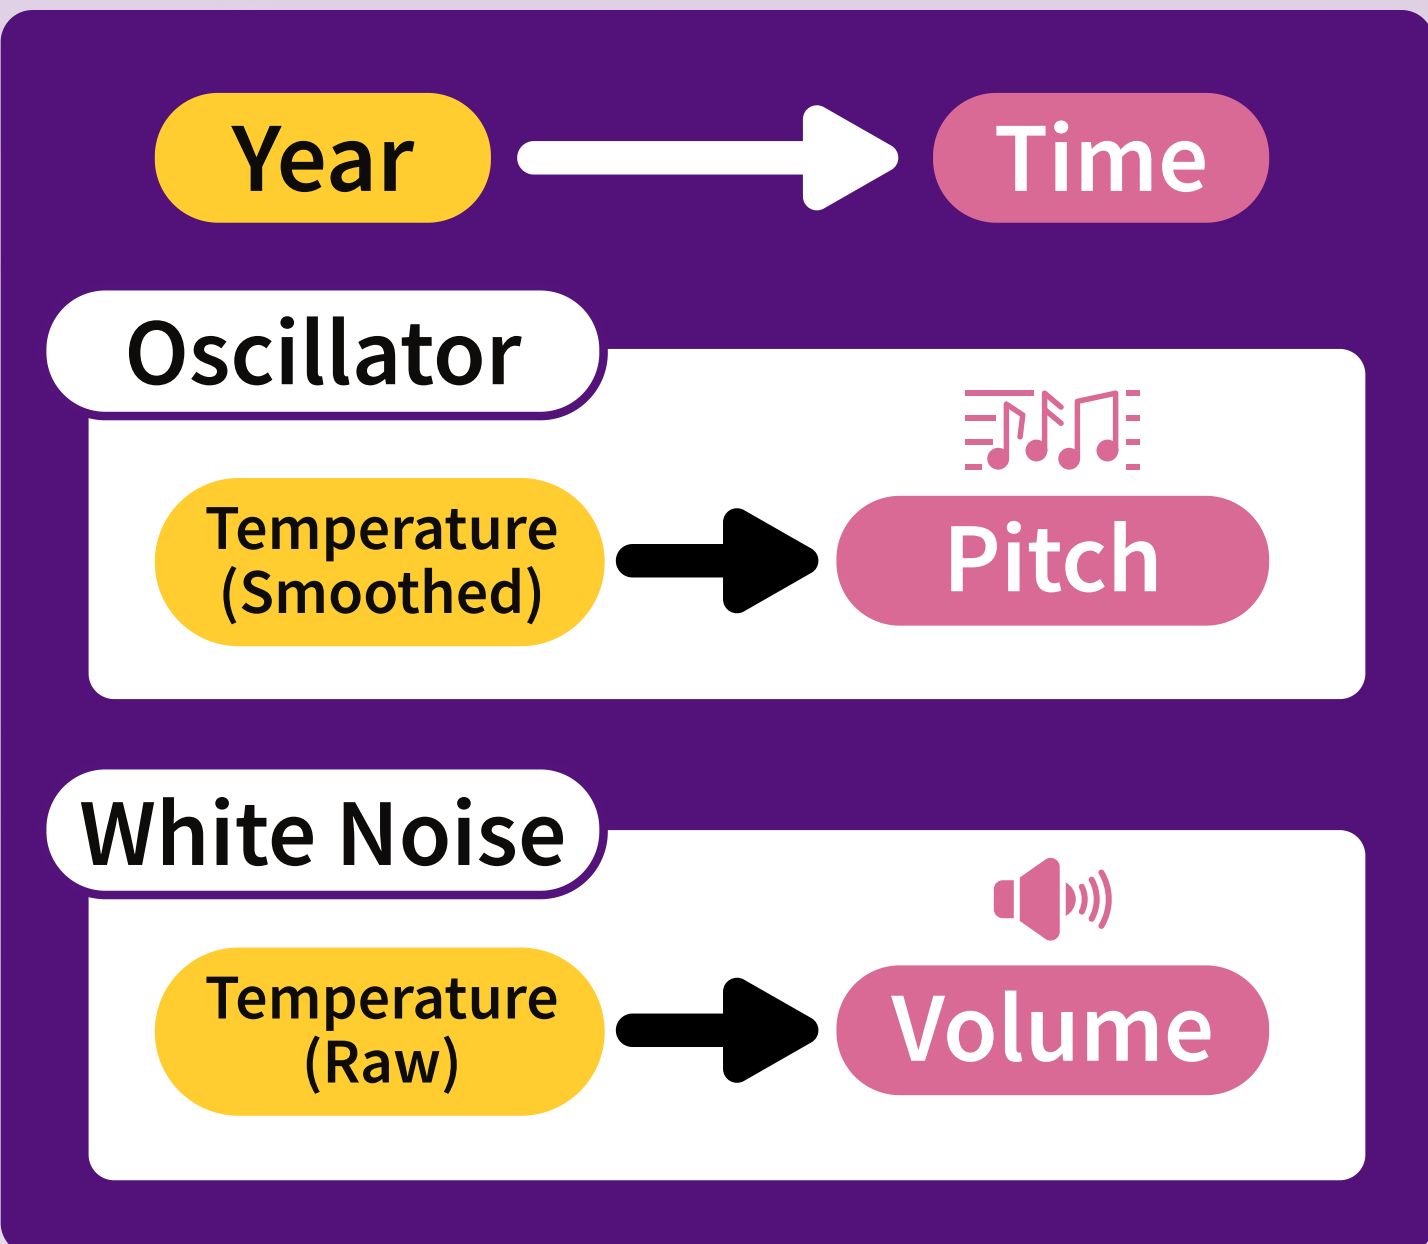 Year
Time
Oscillator
Temperature
(Smoothed)
Pitch
White Noise
Temperature
(Raw)
Volume